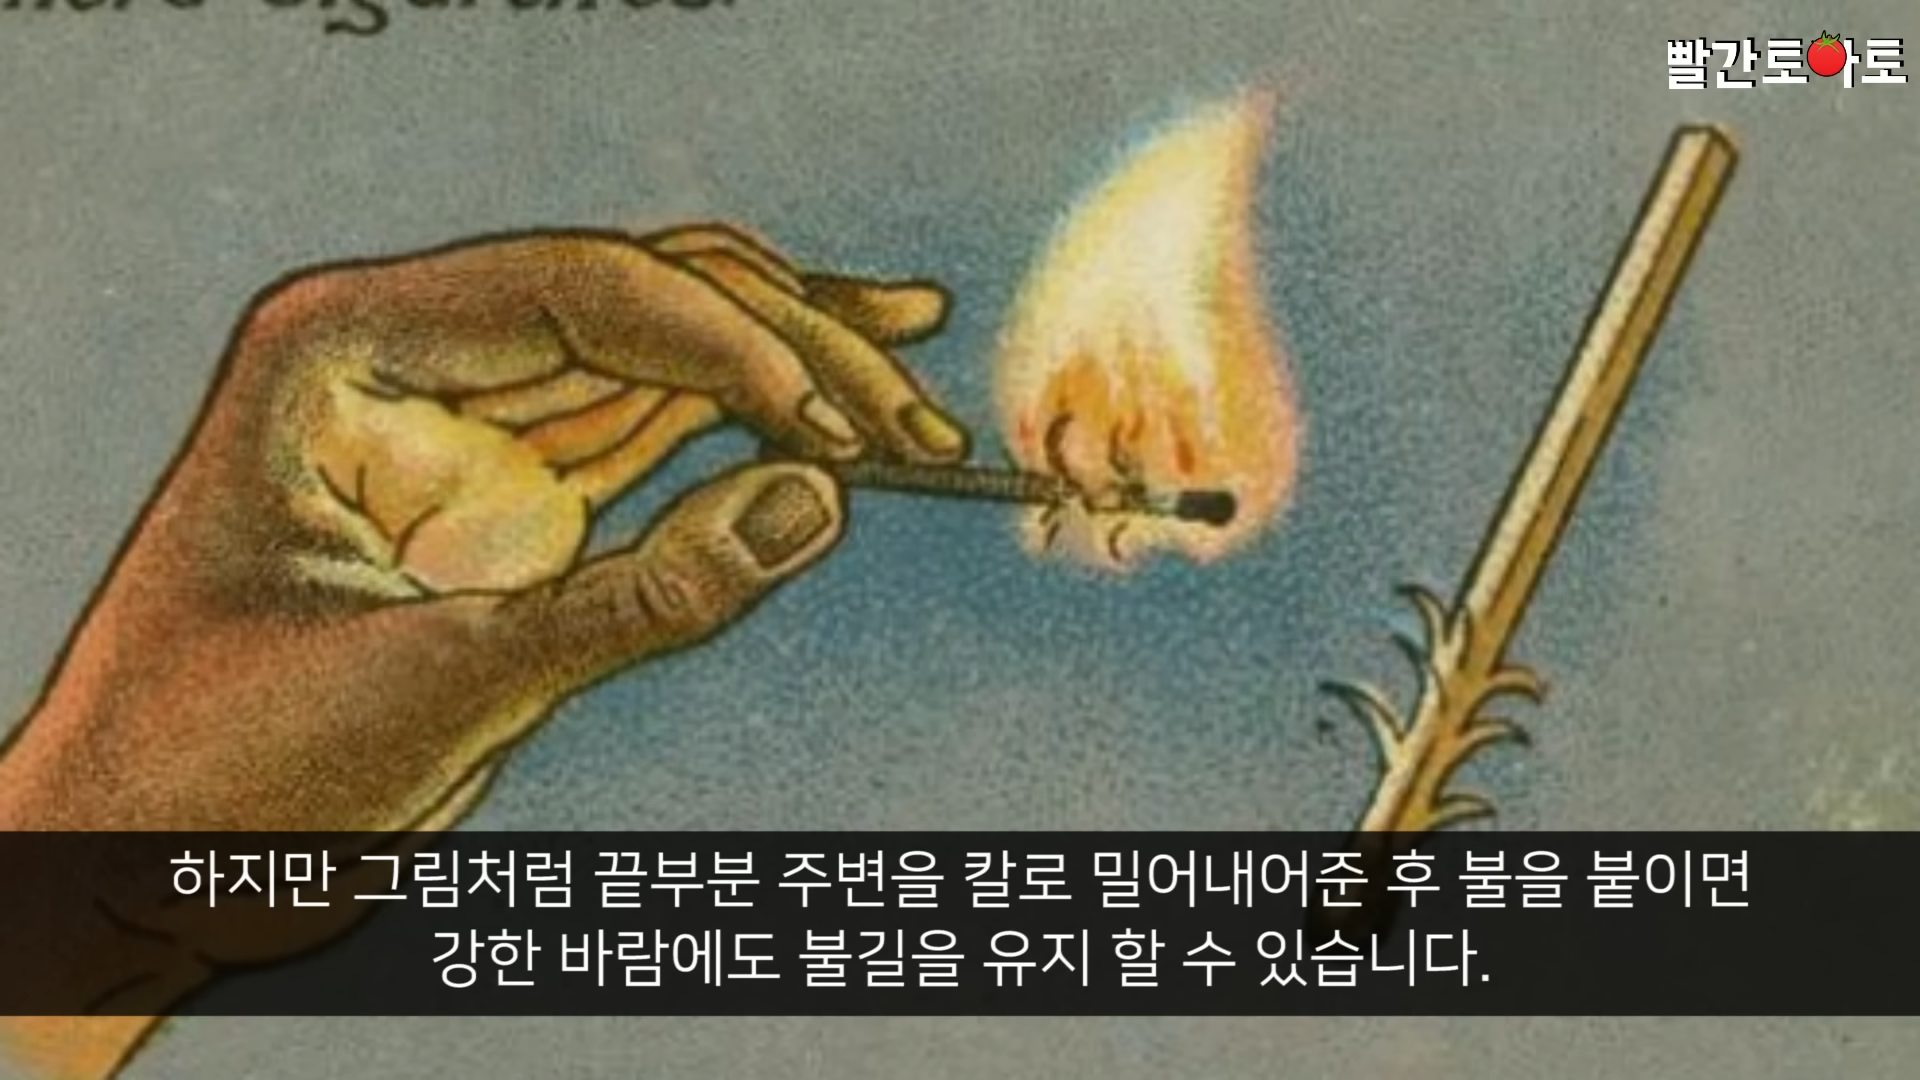 빨간토마토
하지만 그림처럼 끝부분 주변을 칼로 밀어내어준 후 불을 붙이면
강한 바람에도 불길을 유지 할 수 있습니다.